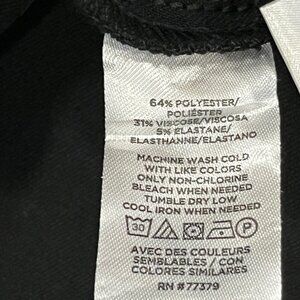 64% POLYESTER/
POLIÉSTER
31% VISCOSE/VISCOSA
5% ELASTANE/
ELASTHANNE/ELASTANO
MACHINE WASH COLD
WITH LIKE COLORS
ONLY NON-CHLORINE
BLEACH WHEN NEEDED
TUMBLE DRY LOW
COOL IRON WHEN NEEDED
30 P
AVEC DES COULEURS
SEMBLABLES / CON
COLORES SIMILARES
RN #77379